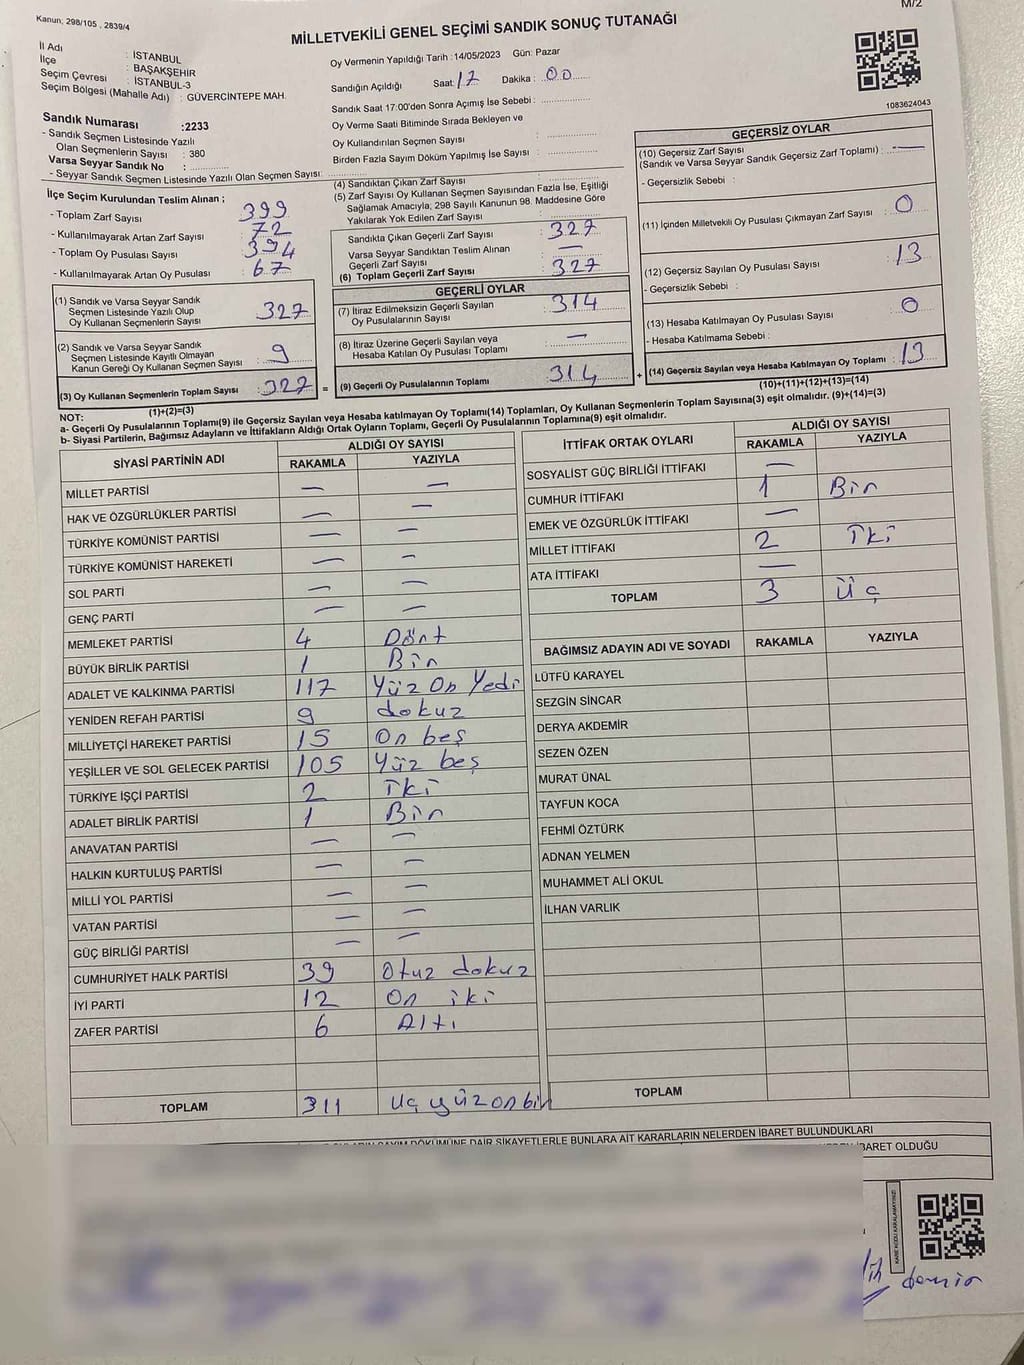 Kanun, 298/105 , 2839/4
M/2
MİLLETVEKİLİ GENEL SEÇİMİ SANDIK SONUÇ TUTANAĞI
İl Adı : İSTANBUL
İlçe : BAŞAKŞEHİR
Seçim Çevresi : İSTANBUL-3
Seçim Bölgesi (Mahalle Adı) : GÜVERCİNTEPE MAH.
Oy Vermenin Yapıldığı Tarih :14/05/2023 Gün: Pazar
Sandığın Açıldığı Saat: 17 Dakika : 00
Sandık Saat 17:00'den Sonra Açımış İse Sebebi :
Oy Verme Saati Bitiminde Sırada Bekleyen ve
Oy Kullandırılan Seçmen Sayısı :
Birden Fazla Sayım Döküm Yapılmış İse Sayısı :
1083624043
Sandık Numarası :2233
- Sandık Seçmen Listesinde Yazılı
Olan Seçmenlerin Sayısı : 380
Varsa Seyyar Sandık No :
- Seyyar Sandık Seçmen Listesinde Yazılı Olan Seçmen Sayısı:
İlçe Seçim Kurulundan Teslim Alınan ;
- Toplam Zarf Sayısı : 399
- Kullanılmayarak Artan Zarf Sayısı : 72
- Toplam Oy Pusulası Sayısı : 394
- Kullanılmayarak Artan Oy Pusulası : 67
(1) Sandık ve Varsa Seyyar Sandık
Seçmen Listesinde Yazılı Olup
Oy Kullanan Seçmenlerin Sayısı : 327
(2) Sandık ve Varsa Seyyar Sandık
Seçmen Listesinde Kayıtlı Olmayan
Kanun Gereği Oy Kullanan Seçmen Sayısı : 9
(3) Oy Kullanan Seçmenlerin Toplam Sayısı : 327 =
(1)+(2)=(3)
(4) Sandıktan Çıkan Zarf Sayısı :
(5) Zarf Sayısı Oy Kullanan Seçmen Sayısından Fazla İse, Eşitliği
Sağlamak Amacıyla; 298 Sayılı Kanunun 98. Maddesine Göre
Yakılarak Yok Edilen Zarf Sayısı :
Sandıkta Çıkan Geçerli Zarf Sayısı : 327
Varsa Seyyar Sandıktan Teslim Alınan
Geçerli Zarf Sayısı : —
(6) Toplam Geçerli Zarf Sayısı : 327
GEÇERLİ OYLAR
(7) İtiraz Edilmeksizin Geçerli Sayılan
Oy Pusulalarının Sayısı : 314
(8) İtiraz Üzerine Geçerli Sayılan veya
Hesaba Katılan Oy Pusulası Toplamı : —
(9) Geçerli Oy Pusulalarının Toplamı : 314 +
GEÇERSİZ OYLAR
(10) Geçersiz Zarf Sayısı
(Sandık ve Varsa Seyyar Sandık Geçersiz Zarf Toplamı) : —
- Geçersizlik Sebebi :
(11) İçinden Milletvekili Oy Pusulası Çıkmayan Zarf Sayısı : 0
(12) Geçersiz Sayılan Oy Pusulası Sayısı : 13
- Geçersizlik Sebebi :
(13) Hesaba Katılmayan Oy Pusulası Sayısı : 0
- Hesaba Katılmama Sebebi :
(14) Geçersiz Sayılan veya Hesaba Katılmayan Oy Toplamı : 13
(10)+(11)+(12)+(13)=(14)
NOT:
a- Geçerli Oy Pusulalarının Toplamı(9) ile Geçersiz Sayılan veya Hesaba katılmayan Oy Toplamı(14) Toplamları, Oy Kullanan Seçmenlerin Toplam Sayısına(3) eşit olmalıdır. (9)+(14)=(3)
b- Siyasi Partilerin, Bağımsız Adayların ve İttifakların Aldığı Ortak Oyların Toplamı, Geçerli Oy Pusulalarının Toplamına(9) eşit olmalıdır.
SİYASİ PARTİNİN ADI ALDIĞI OY SAYISI
RAKAMLA YAZIYLA
MİLLET PARTİSİ — —
HAK VE ÖZGÜRLÜKLER PARTİSİ — —
TÜRKİYE KOMÜNİST PARTİSİ — —
TÜRKİYE KOMÜNİST HAREKETİ — —
SOL PARTİ — —
GENÇ PARTİ — —
MEMLEKET PARTİSİ 4 Dört
BÜYÜK BİRLİK PARTİSİ 1 Bir
ADALET VE KALKINMA PARTİSİ 117 Yüz On Yedi
YENİDEN REFAH PARTİSİ 9 dokuz
MİLLİYETÇİ HAREKET PARTİSİ 15 On beş
YEŞİLLER VE SOL GELECEK PARTİSİ 105 Yüz beş
TÜRKİYE İŞÇİ PARTİSİ 2 İki
ADALET BİRLİK PARTİSİ 1 Bir
ANAVATAN PARTİSİ — —
HALKIN KURTULUŞ PARTİSİ — —
MİLLİ YOL PARTİSİ — —
VATAN PARTİSİ — —
GÜÇ BİRLİĞİ PARTİSİ — —
CUMHURİYET HALK PARTİSİ 39 Otuz dokuz
İYİ PARTİ 12 On iki
ZAFER PARTİSİ 6 Altı
TOPLAM 311 Üç yüz on bir
İTTİFAK ORTAK OYLARI ALDIĞI OY SAYISI
RAKAMLA YAZIYLA
SOSYALİST GÜÇ BİRLİĞİ İTTİFAKI —
CUMHUR İTTİFAKI 1 Bir
EMEK VE ÖZGÜRLÜK İTTİFAKI —
MİLLET İTTİFAKI 2 İki
ATA İTTİFAKI —
TOPLAM 3 Üç
BAĞIMSIZ ADAYIN ADI VE SOYADI RAKAMLA YAZIYLA
LÜTFÜ KARAYEL
SEZGİN SİNCAR
DERYA AKDEMİR
SEZEN ÖZEN
MURAT ÜNAL
TAYFUN KOCA
FEHMİ ÖZTÜRK
ADNAN YELMEN
MUHAMMET ALİ OKUL
İLHAN VARLIK
TOPLAM
SAYIM DÖKÜMÜNE DAİR ŞİKAYETLERLE BUNLARA AİT KARARLARIN NELERDEN İBARET BULUNDUKLARI
İBARET OLDUĞU
KARE KODU KARALAMAYINIZ!
demir